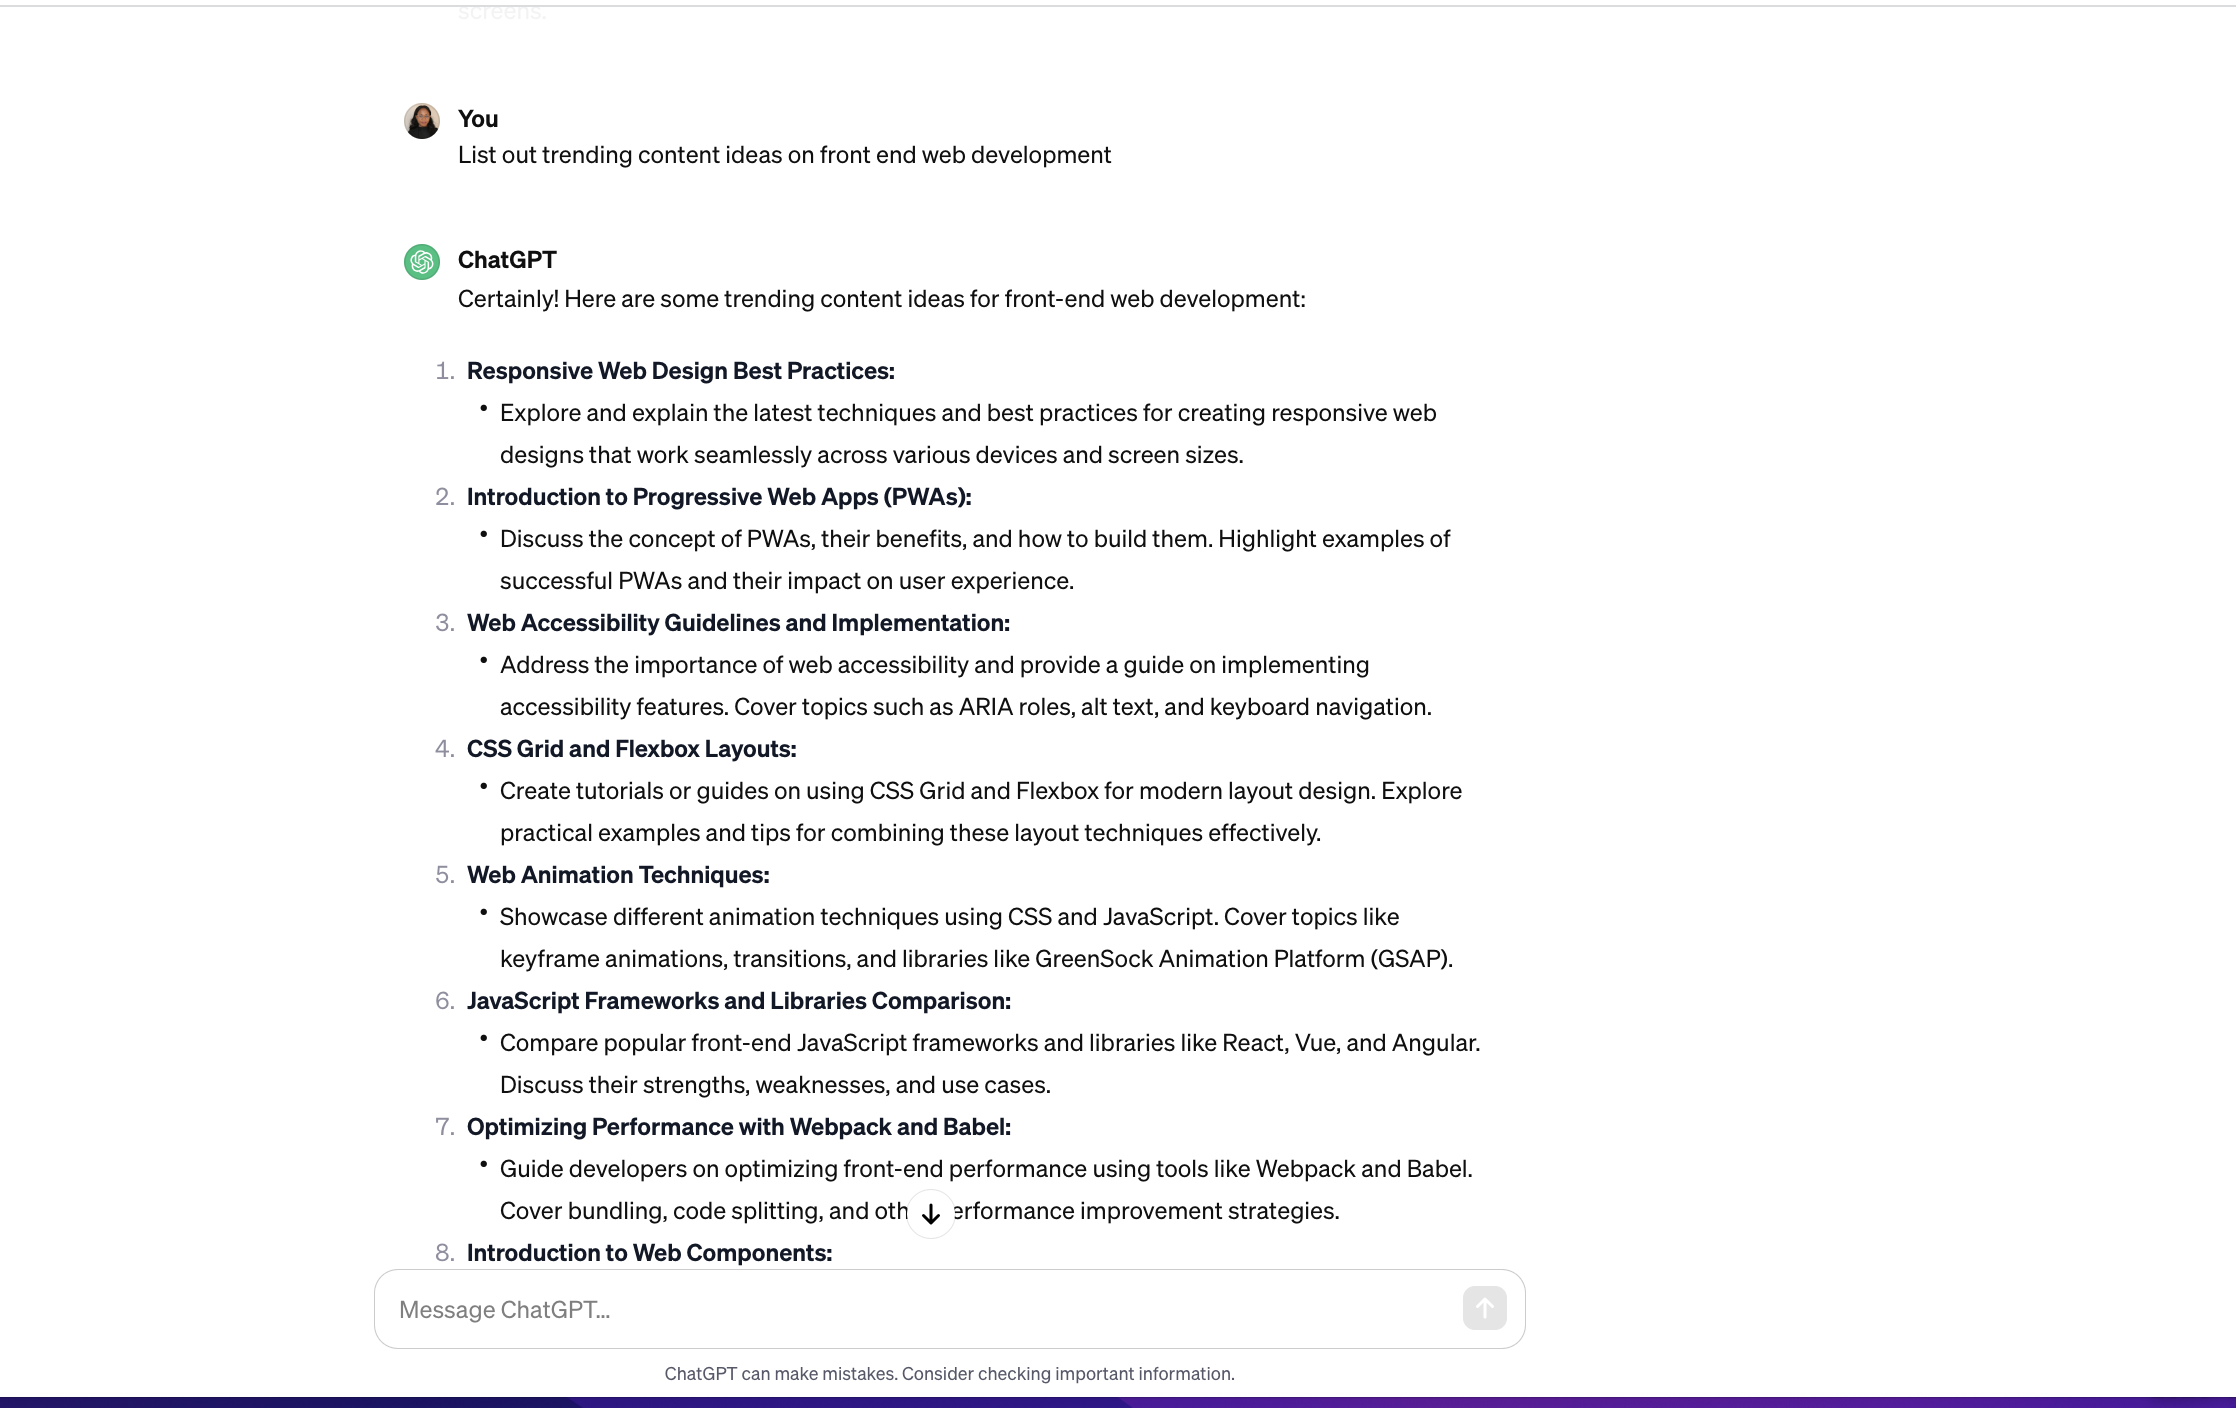 screens.
You
List out trending content ideas on front end web development
ChatGPT
Certainly! Here are some trending content ideas for front-end web development:
1. Responsive Web Design Best Practices:
• Explore and explain the latest techniques and best practices for creating responsive web
designs that work seamlessly across various devices and screen sizes.
2. Introduction to Progressive Web Apps (PWAs):
• Discuss the concept of PWAs, their benefits, and how to build them. Highlight examples of
successful PWAs and their impact on user experience.
3. Web Accessibility Guidelines and Implementation:
• Address the importance of web accessibility and provide a guide on implementing
accessibility features. Cover topics such as ARIA roles, alt text, and keyboard navigation.
4. CSS Grid and Flexbox Layouts:
• Create tutorials or guides on using CSS Grid and Flexbox for modern layout design. Explore
practical examples and tips for combining these layout techniques effectively.
5. Web Animation Techniques:
• Showcase different animation techniques using CSS and JavaScript. Cover topics like
keyframe animations, transitions, and libraries like GreenSock Animation Platform (GSAP).
6. JavaScript Frameworks and Libraries Comparison:
• Compare popular front-end JavaScript frameworks and libraries like React, Vue, and Angular.
Discuss their strengths, weaknesses, and use cases.
7. Optimizing Performance with Webpack and Babel:
• Guide developers on optimizing front-end performance using tools like Webpack and Babel.
Cover bundling, code splitting, and oth erformance improvement strategies.
8. Introduction to Web Components:
Message ChatGPT...
ChatGPT can make mistakes. Consider checking important information.